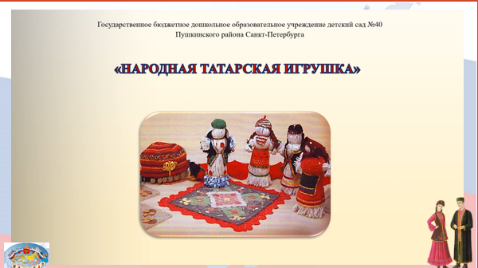 Государственное бюджетное дошкольное образовательное учреждение детский сад №40
Пушкинского района Санкт-Петербурга
«НАРОДНАЯ ТАТАРСКАЯ ИГРУШКА»